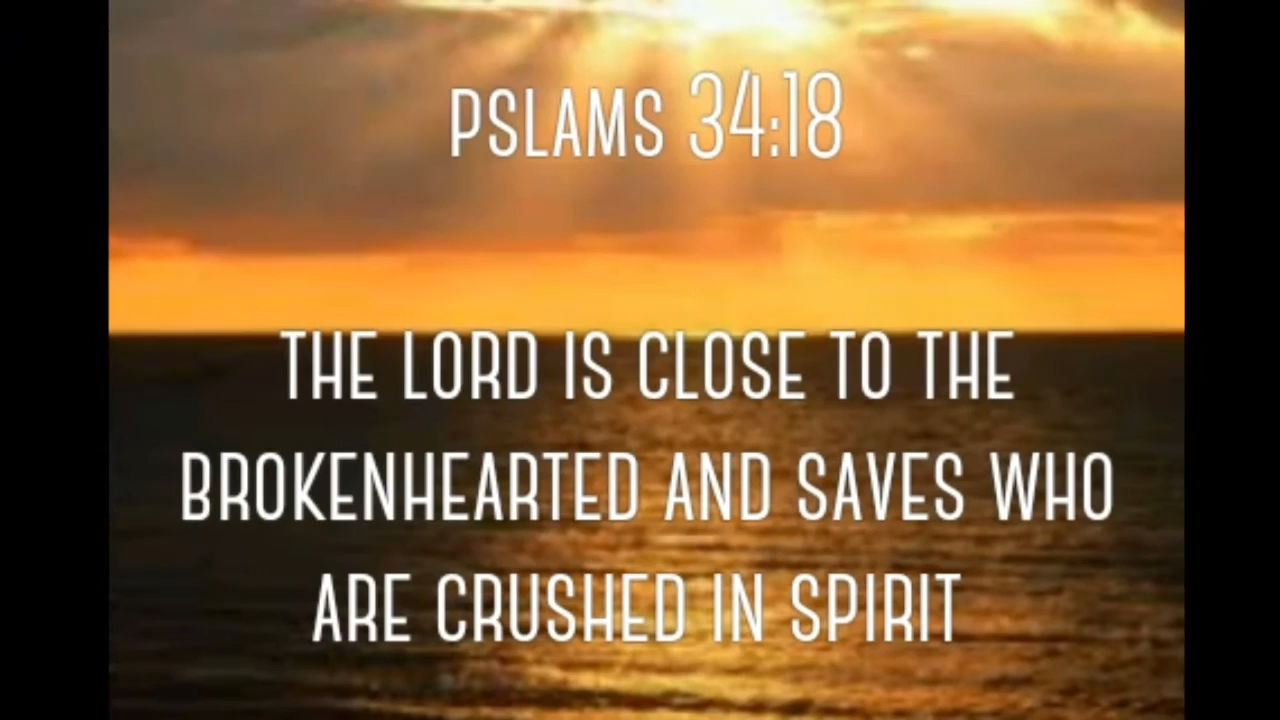 PSLAMS 34:18
THE LORD IS CLOSE TO THE
BROKENHEARTED AND SAVES WHO
ARE CRUSHED IN SPIRIT